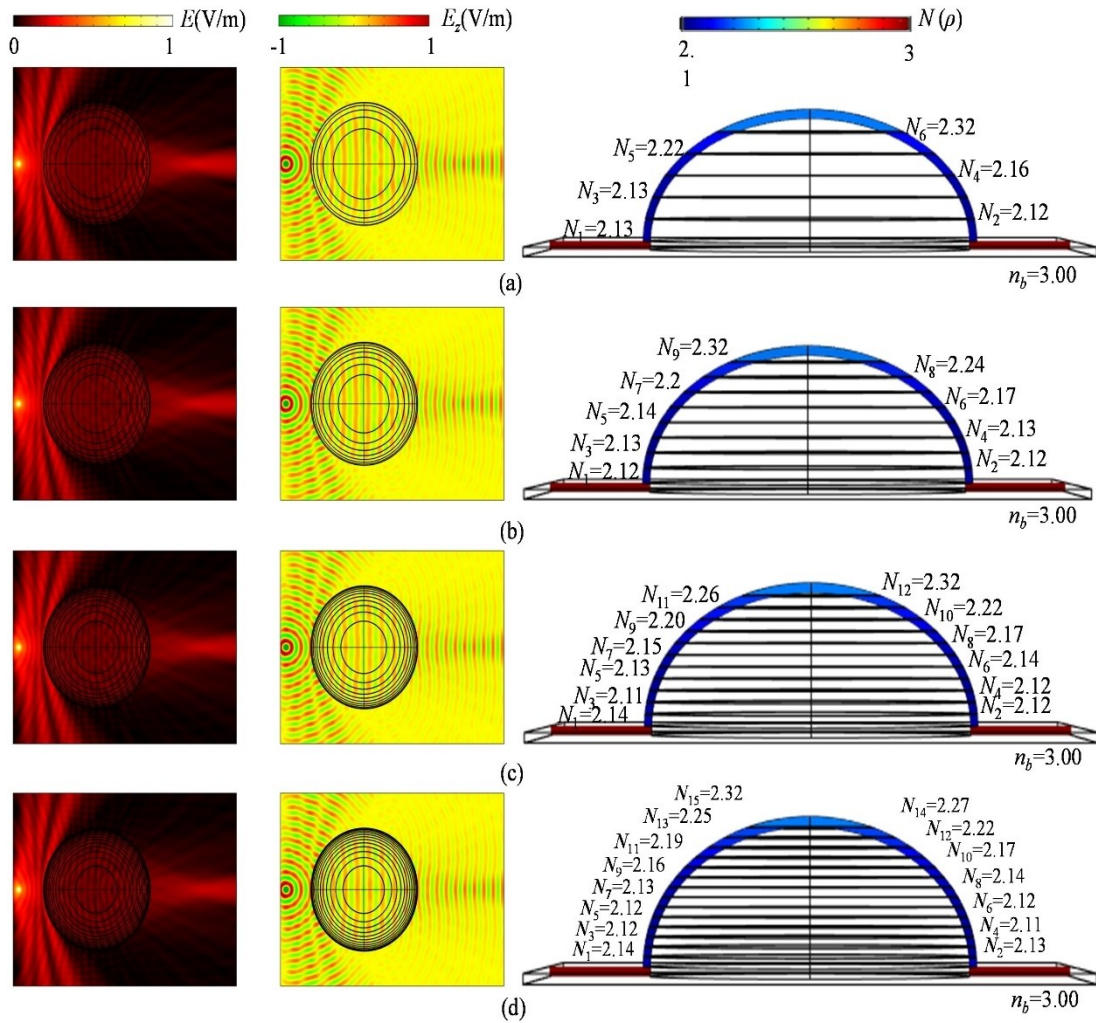 E(V/m)
0 1
E_z(V/m)
-1 1
N (ρ)
2.
1
3
N_6=2.32
N_5=2.22
N_4=2.16
N_3=2.13
N_2=2.12
N_1=2.13
n_b=3.00
(a)
N_9=2.32
N_8=2.24
N_7=2.2
N_6=2.17
N_5=2.14
N_4=2.13
N_3=2.13
N_2=2.12
N_1=2.12
n_b=3.00
(b)
N_12=2.32
N_11=2.26
N_10=2.22
N_9=2.20
N_8=2.17
N_7=2.15
N_6=2.14
N_5=2.13
N_4=2.12
N_3=2.11
N_2=2.12
N_1=2.14
n_b=3.00
(c)
N_15=2.32
N_14=2.27
N_13=2.25
N_12=2.22
N_11=2.19
N_10=2.17
N_9=2.16
N_8=2.14
N_7=2.13
N_6=2.12
N_5=2.12
N_4=2.11
N_3=2.12
N_2=2.13
N_1=2.14
n_b=3.00
(d)